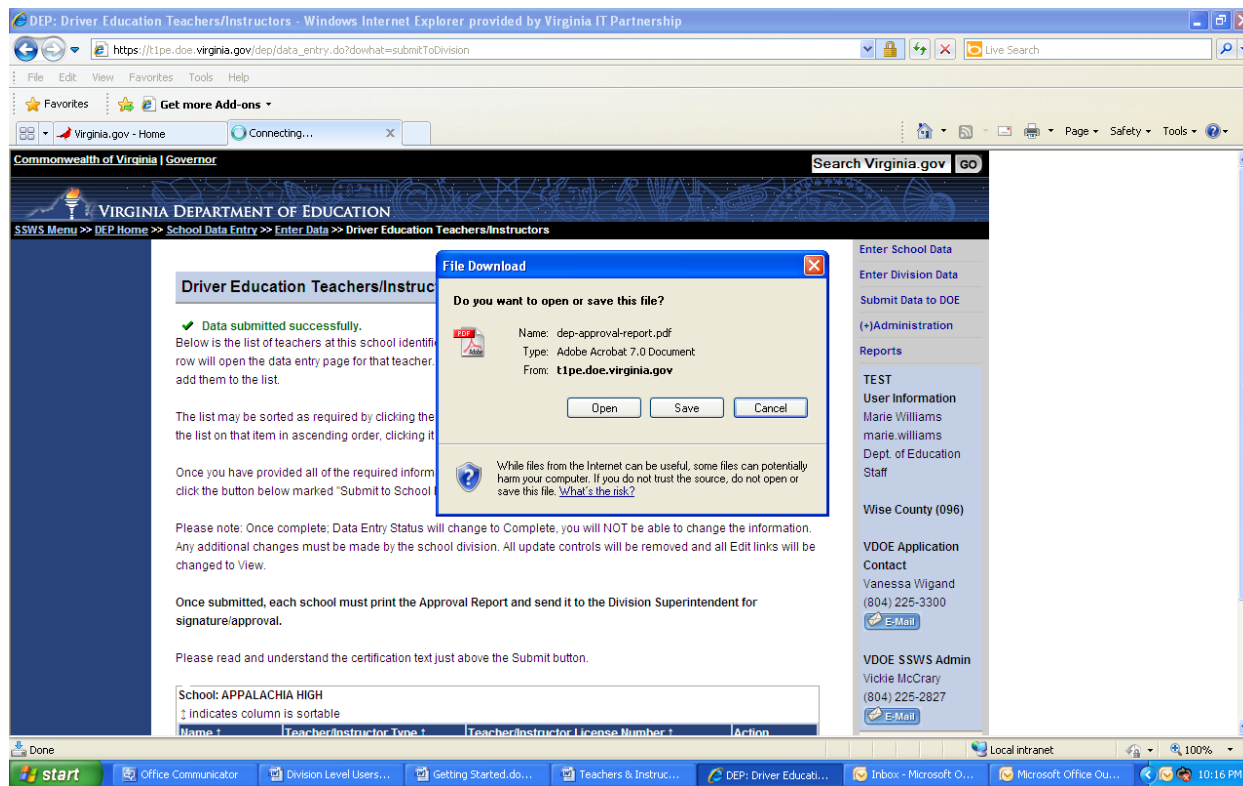 DEP: Driver Education Teachers/Instructors - Windows Internet Explorer provided by Virginia IT Partnership
https://t1pe.doe.virginia.gov/dep/data_entry.do?dowhat=submitToDivision
Live Search
File Edit View Favorites Tools Help
Favorites Get more Add-ons
Virginia.gov - Home Connecting... X
Page Safety Tools
Commonwealth of Virginia | Governor
Search Virginia.gov GO
VIRGINIA DEPARTMENT OF EDUCATION
SSWS Menu >> DEP Home >> School Data Entry >> Enter Data >> Driver Education Teachers/Instructors
Driver Education Teachers/Instruc
Data submitted successfully.
Below is the list of teachers at this school identifi
row will open the data entry page for that teacher.
add them to the list.
The list may be sorted as required by clicking the
the list on that item in ascending order, clicking it
Once you have provided all of the required inform
click the button below marked "Submit to School
Please note: Once complete; Data Entry Status will change to Complete, you will NOT be able to change the information.
Any additional changes must be made by the school division. All update controls will be removed and all Edit links will be
changed to View.
Once submitted, each school must print the Approval Report and send it to the Division Superintendent for
signature/approval.
Please read and understand the certification text just above the Submit button.
School: APPALACHIA HIGH
↕ indicates column is sortable
Name ↕ Teacher/Instructor Type ↕ Teacher/Instructor License Number ↕ Action
File Download
Do you want to open or save this file?
PDF
Adobe
Name: dep-approval-report.pdf
Type: Adobe Acrobat 7.0 Document
From: t1pe.doe.virginia.gov
Open Save Cancel
While files from the Internet can be useful, some files can potentially
harm your computer. If you do not trust the source, do not open or
save this file. What's the risk?
Enter School Data
Enter Division Data
Submit Data to DOE
(+)Administration
Reports
TEST
User Information
Marie Williams
marie.williams
Dept. of Education
Staff
Wise County (096)
VDOE Application
Contact
Vanessa Wigand
(804) 225-3300
E-Mail
VDOE SSWS Admin
Vickie McCrary
(804) 225-2827
E-Mail
Done
Local intranet
100%
start
Office Communicator
Division Level Users...
Getting Started.do...
Teachers & Instruc...
DEP: Driver Educati...
Inbox - Microsoft O...
Microsoft Office Ou...
10:16 PM